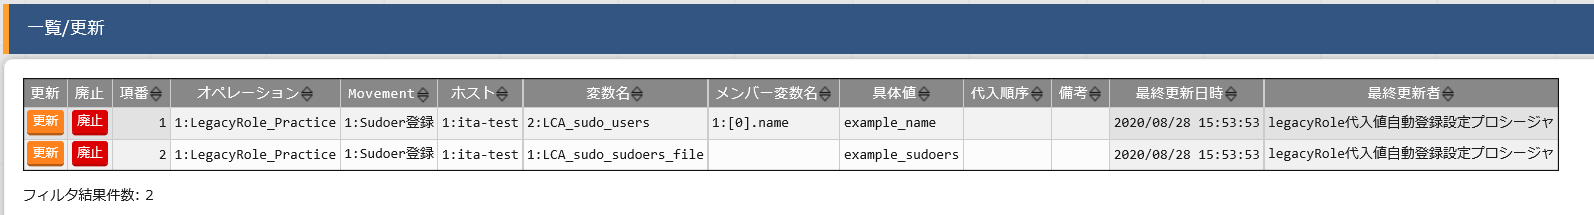 一覧/更新
更新 廃止 項番 オペレーション Movement ホスト 変数名 メンバー変数名 具体値 代入順序 備考 最終更新日時 最終更新者
更新 廃止 1 1:LegacyRole_Practice 1:Sudoer登録 1:ita-test 2:LCA_sudo_users 1:[0].name example_name 2020/08/28 15:53:53 legacyRole代入値自動登録設定プロシージャ
更新 廃止 2 1:LegacyRole_Practice 1:Sudoer登録 1:ita-test 1:LCA_sudo_sudoers_file example_sudoers 2020/08/28 15:53:53 legacyRole代入値自動登録設定プロシージャ
フィルタ結果件数: 2